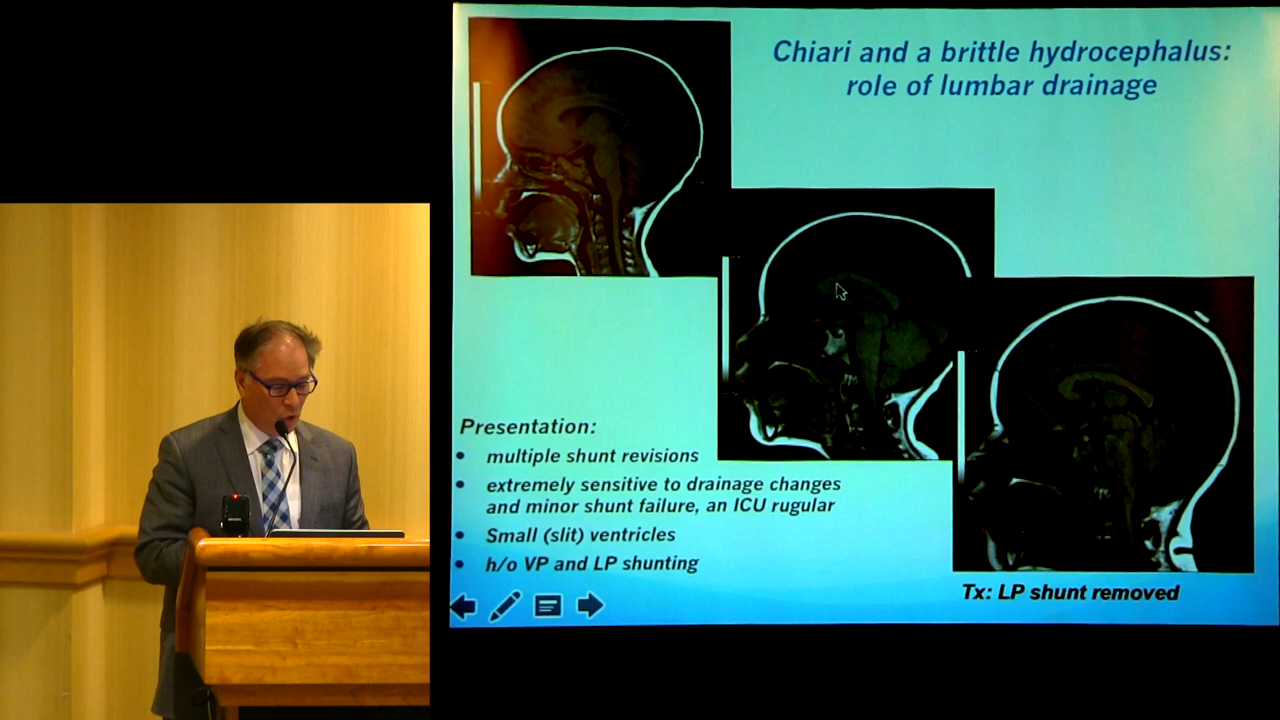 Chiari and a brittle hydrocephalus:
role of lumbar drainage
Presentation:
• multiple shunt revisions
• extremely sensitive to drainage changes
and minor shunt failure, an ICU rugular
• Small (slit) ventricles
• h/o VP and LP shunting
Tx: LP shunt removed